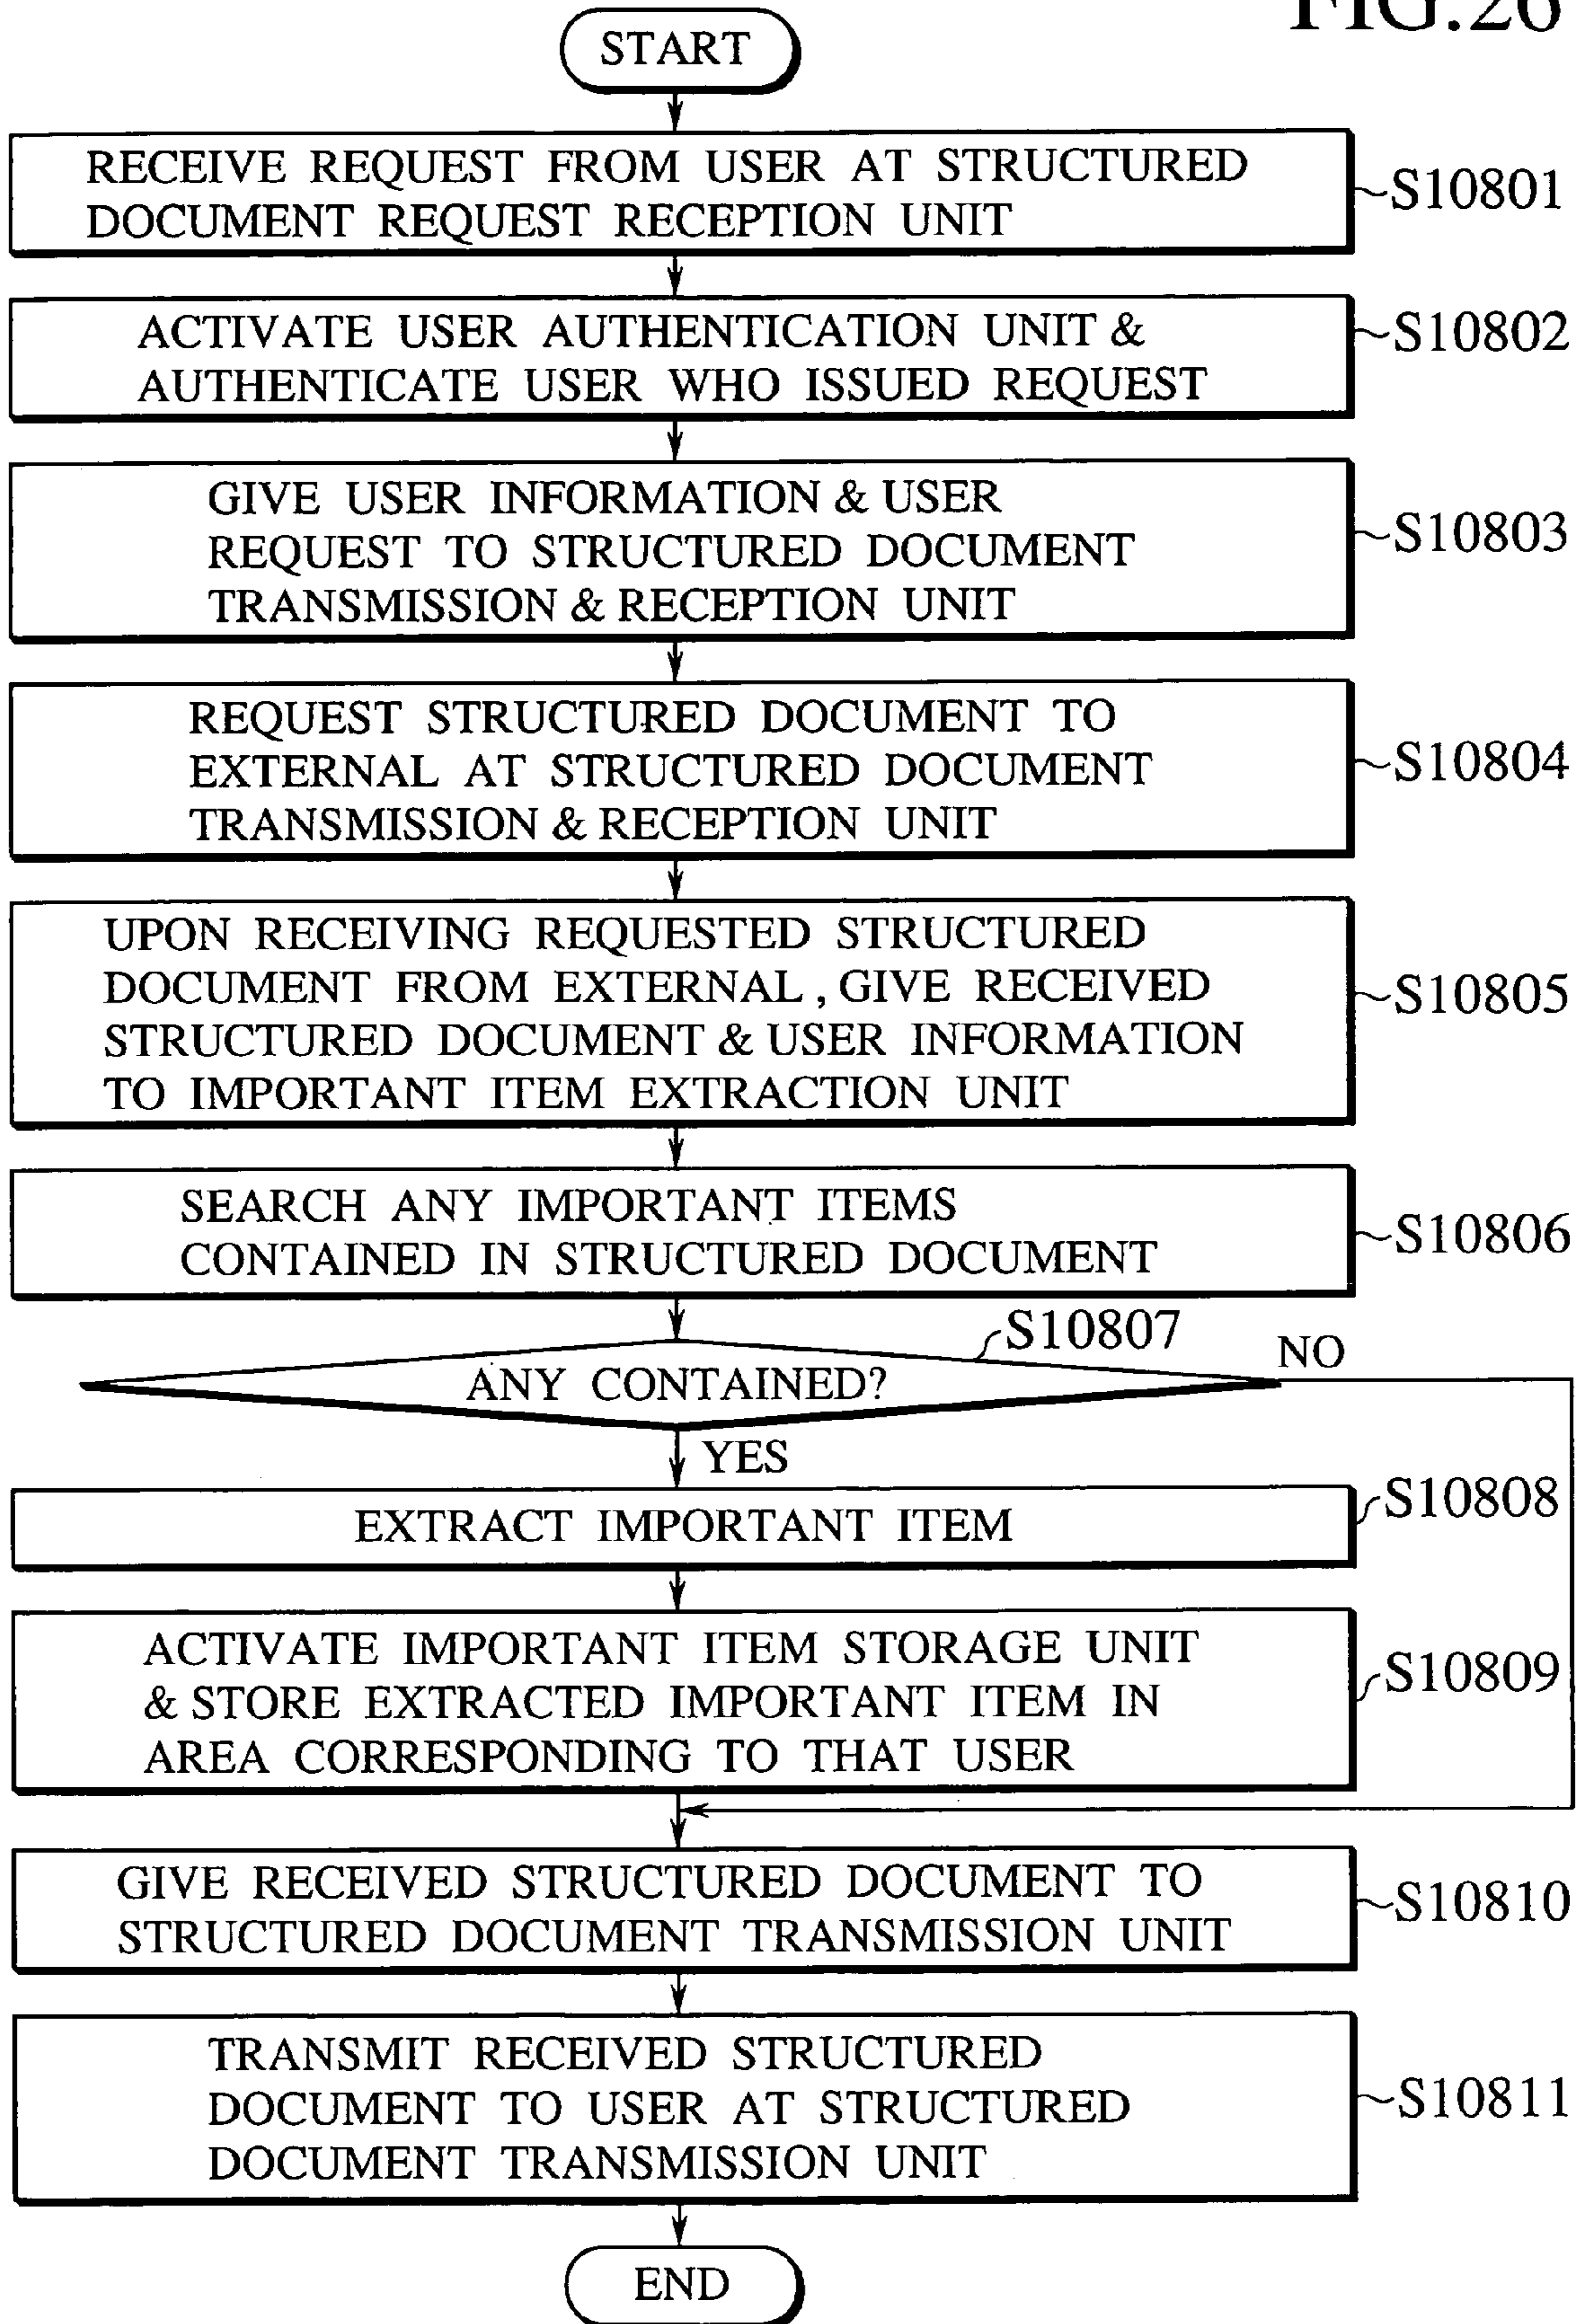 FIG.26
START
RECEIVE REQUEST FROM USER AT STRUCTURED
DOCUMENT REQUEST RECEPTION UNIT
S10801
ACTIVATE USER AUTHENTICATION UNIT &
AUTHENTICATE USER WHO ISSUED REQUEST
S10802
GIVE USER INFORMATION & USER
REQUEST TO STRUCTURED DOCUMENT
TRANSMISSION & RECEPTION UNIT
S10803
REQUEST STRUCTURED DOCUMENT TO
EXTERNAL AT STRUCTURED DOCUMENT
TRANSMISSION & RECEPTION UNIT
S10804
UPON RECEIVING REQUESTED STRUCTURED
DOCUMENT FROM EXTERNAL, GIVE RECEIVED
STRUCTURED DOCUMENT & USER INFORMATION
TO IMPORTANT ITEM EXTRACTION UNIT
S10805
SEARCH ANY IMPORTANT ITEMS
CONTAINED IN STRUCTURED DOCUMENT
S10806
S10807
ANY CONTAINED?
NO
YES
EXTRACT IMPORTANT ITEM
S10808
ACTIVATE IMPORTANT ITEM STORAGE UNIT
& STORE EXTRACTED IMPORTANT ITEM IN
AREA CORRESPONDING TO THAT USER
S10809
GIVE RECEIVED STRUCTURED DOCUMENT TO
STRUCTURED DOCUMENT TRANSMISSION UNIT
S10810
TRANSMIT RECEIVED STRUCTURED
DOCUMENT TO USER AT STRUCTURED
DOCUMENT TRANSMISSION UNIT
S10811
END